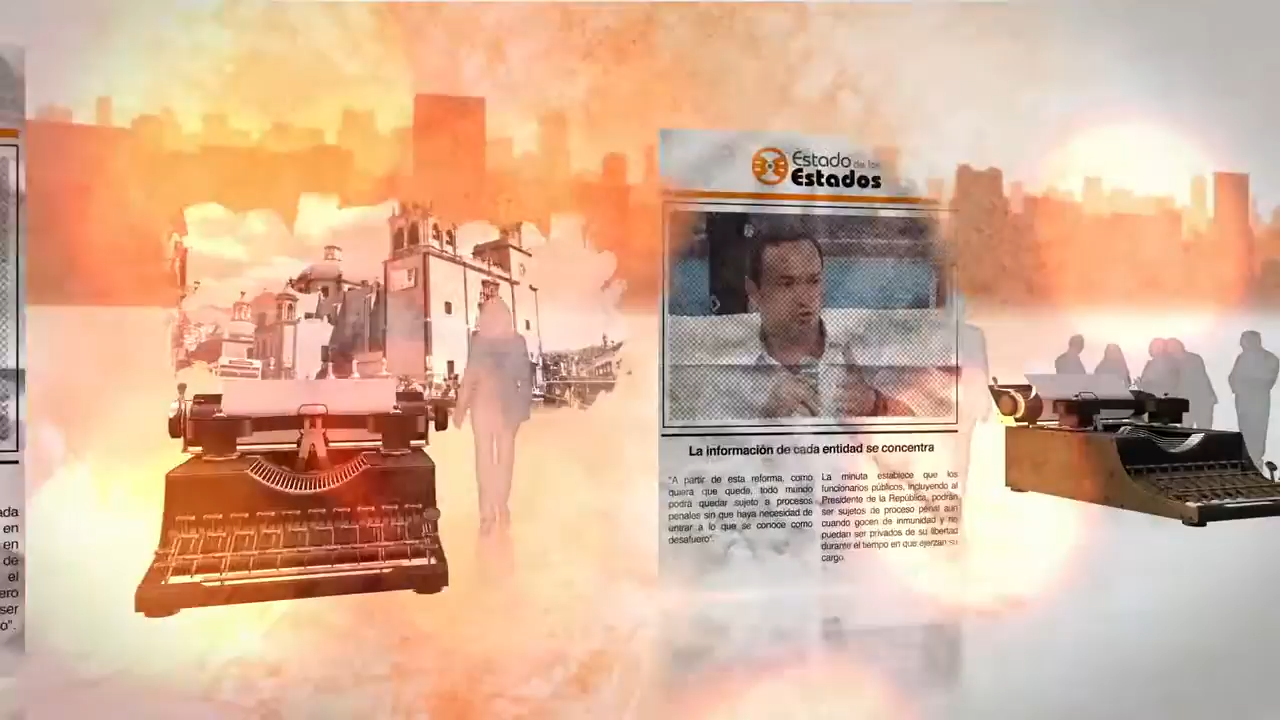 ada
en
en
de
el
ero
ser
o".
Estado de los
Estados
La información de cada entidad se concentra
"A partir de esta reforma, como
quiera que quede, todo mundo
podrá quedar sujeto a procesos
penales sin que haya necesidad de
entrar a lo que se conoce como
desafuero".
La minuta establece que los
funcionarios públicos, incluyendo al
Presidente de la República, podrán
ser sujetos de proceso penal aun
cuando gocen de inmunidad y no
puedan ser privados de su libertad
durante el tiempo en que ejerzan su
cargo.